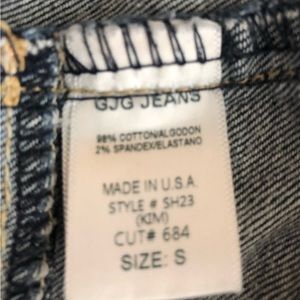 GJG JEANS
98% COTTON/ALGODON
2% SPANDEX/ELASTANO
MADE IN U.S.A.
STYLE # SH23
(KIM)
CUT# 684
SIZE: S